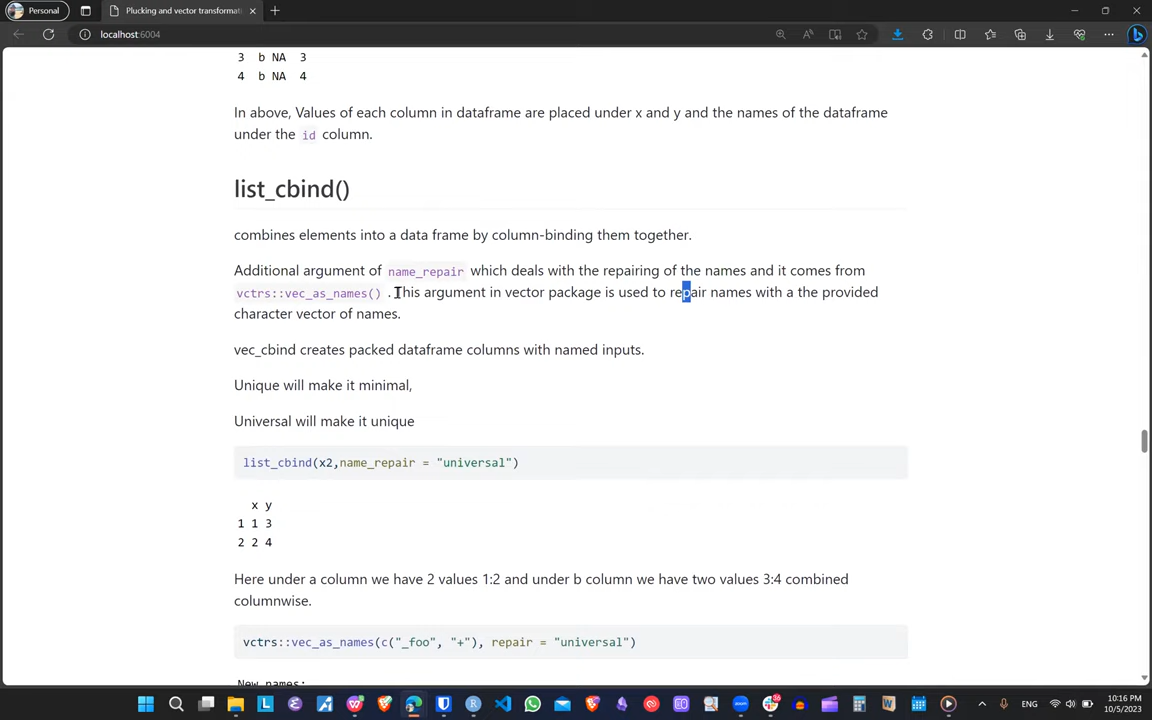 Personal
Plucking and vector transformati
localhost:6004
3 b NA 3
4 b NA 4
In above, Values of each column in dataframe are placed under x and y and the names of the dataframe
under the id column.
list_cbind()
combines elements into a data frame by column-binding them together.
Additional argument of name_repair which deals with the repairing of the names and it comes from
vctrs::vec_as_names() . This argument in vector package is used to repair names with a the provided
character vector of names.
vec_cbind creates packed dataframe columns with named inputs.
Unique will make it minimal,
Universal will make it unique
list_cbind(x2,name_repair = "universal")
x y
1 1 3
2 2 4
Here under a column we have 2 values 1:2 and under b column we have two values 3:4 combined
columnwise.
vctrs::vec_as_names(c("_foo", "+"), repair = "universal")
New names:
ENG
10:16 PM
10/5/2023